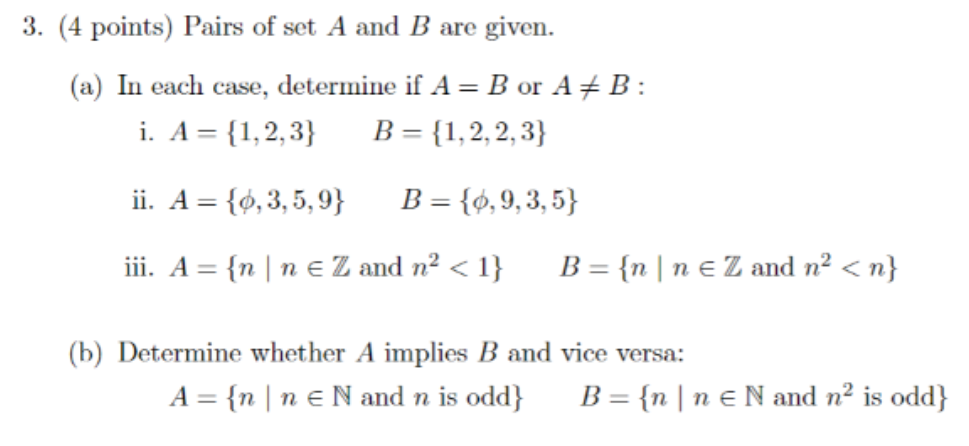 3. (4 points) Pairs of set A and B are given.
(a) In each case, determine if A = B or A ≠ B :
i. A = {1, 2, 3} B = {1, 2, 2, 3}
ii. A = {ϕ, 3, 5, 9} B = {ϕ, 9, 3, 5}
iii. A = {n | n ∈ ℤ and n² < 1} B = {n | n ∈ ℤ and n² < n}
(b) Determine whether A implies B and vice versa:
A = {n | n ∈ ℕ and n is odd} B = {n | n ∈ ℕ and n² is odd}